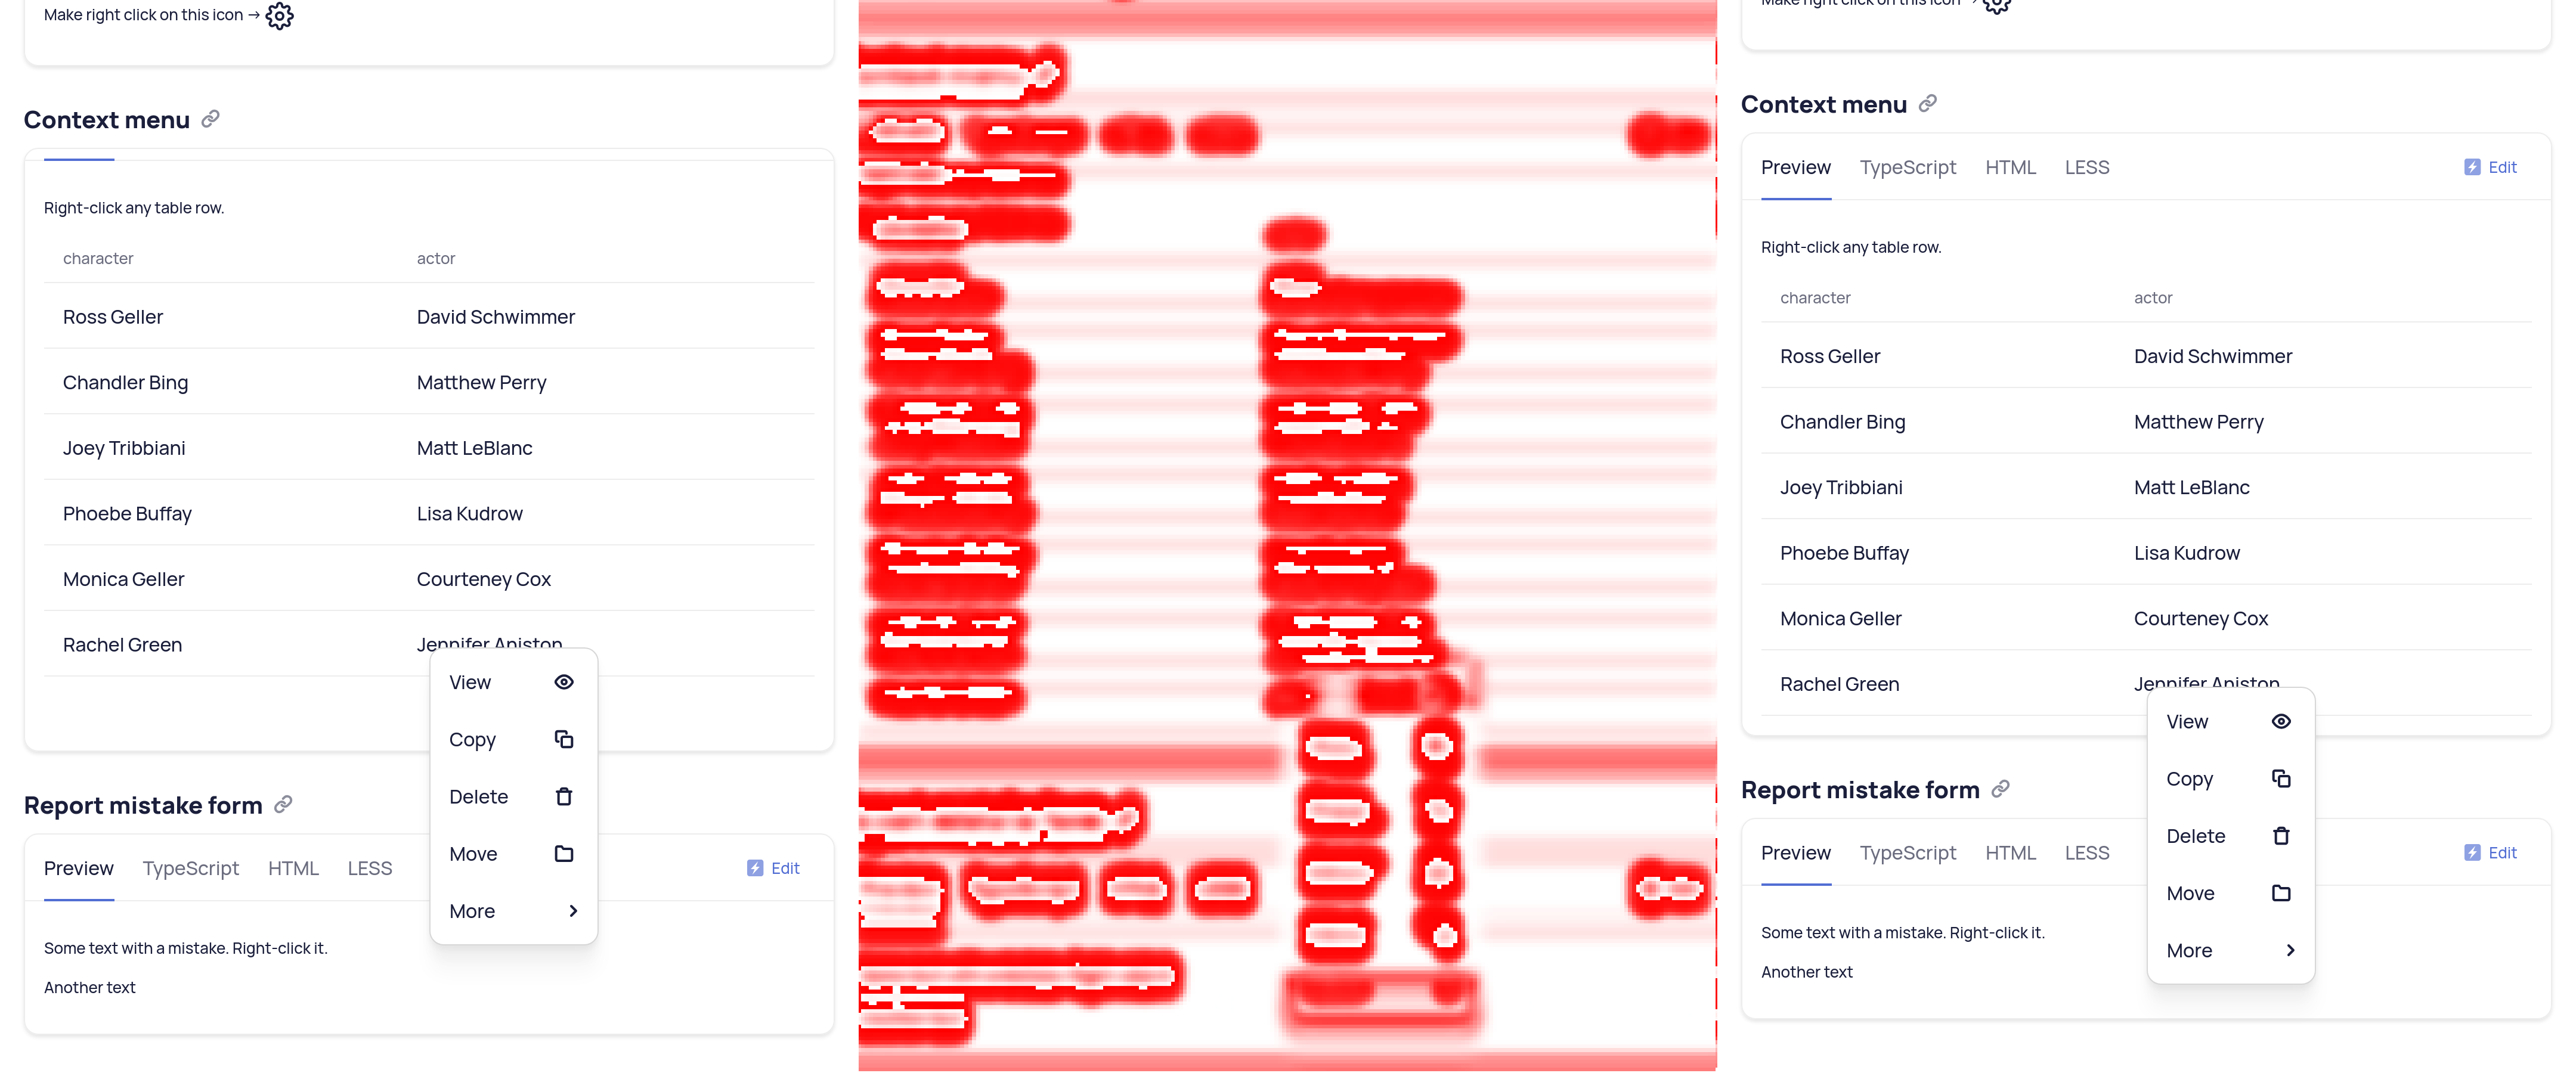 Make right click on this icon →
Context menu
Right-click any table row.
character actor
Ross Geller David Schwimmer
Chandler Bing Matthew Perry
Joey Tribbiani Matt LeBlanc
Phoebe Buffay Lisa Kudrow
Monica Geller Courteney Cox
Rachel Green Jennifer Aniston
View
Copy
Delete
Move
More
Report mistake form
Preview TypeScript HTML LESS Edit
Some text with a mistake. Right-click it.
Another text
Make right click on this icon →
Context menu
Preview TypeScript HTML LESS Edit
Right-click any table row.
character actor
Ross Geller David Schwimmer
Chandler Bing Matthew Perry
Joey Tribbiani Matt LeBlanc
Phoebe Buffay Lisa Kudrow
Monica Geller Courteney Cox
Rachel Green Jennifer Aniston
View
Copy
Delete
Move
More
Report mistake form
Preview TypeScript HTML LESS Edit
Some text with a mistake. Right-click it.
Another text